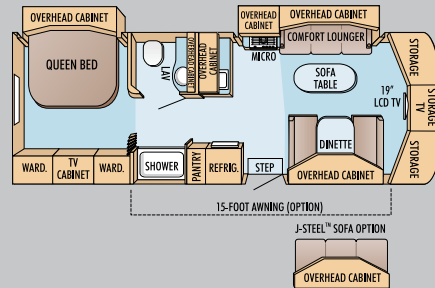 OVERHEAD CABINET
QUEEN BED
LAV
OVERHEAD
CABINET
OVERHEAD
CABINET
MICRO
OVERHEAD CABINET
COMFORT LOUNGER
SOFA
TABLE
19"
LCD TV
STORAGE
STORAGE
TV
STORAGE
DINETTE
OVERHEAD CABINET
WARD.
TV
CABINET
WARD.
SHOWER
PANTRY
REFRIG.
STEP
15-FOOT AWNING (OPTION)
J-STEEL™ SOFA OPTION
OVERHEAD CABINET